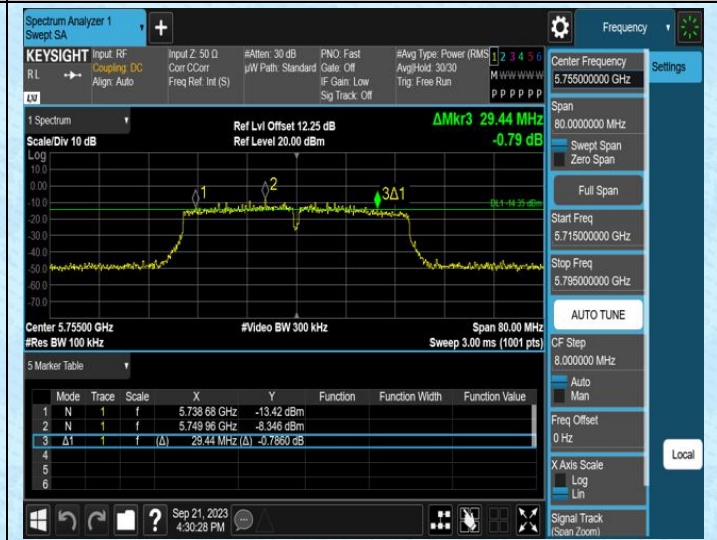 Spectrum Analyzer 1
Swept SA
+
Frequency
KEYSIGHT
RL
LXI
Input: RF
Coupling: DC
Align: Auto
Input Z: 50 Ω
Corr CCorr
Freq Ref: Int (S)
#Atten: 30 dB
µW Path: Standard
PNO: Fast
Gate: Off
IF Gain: Low
Sig Track: Off
#Avg Type: Power (RMS)
Avg|Hold: 30/30
Trig: Free Run
1 2 3 4 5 6
M W W W W W
P P P P P P
1 Spectrum
Scale/Div 10 dB
Ref Lvl Offset 12.25 dB
Ref Level 20.00 dBm
ΔMkr3 29.44 MHz
-0.79 dB
Log
10.0
0.00
-10.0
-20.0
-30.0
-40.0
-50.0
-60.0
-70.0
1
2
3Δ1
DL1 -14.35 dBm
Center 5.75500 GHz
#Res BW 100 kHz
#Video BW 300 kHz
Span 80.00 MHz
Sweep 3.00 ms (1001 pts)
5 Marker Table
Mode Trace Scale X Y Function Function Width Function Value
1 N 1 f 5.738 68 GHz -13.42 dBm
2 N 1 f 5.749 96 GHz -8.346 dBm
3 Δ1 1 f (Δ) 29.44 MHz (Δ) -0.7860 dB
4
5
6
?
Sep 21, 2023
4:30:28 PM
Center Frequency
5.755000000 GHz
Span
80.0000000 MHz
Swept Span
Zero Span
Full Span
Start Freq
5.715000000 GHz
Stop Freq
5.795000000 GHz
AUTO TUNE
CF Step
8.000000 MHz
Auto
Man
Freq Offset
0 Hz
X Axis Scale
Log
Lin
Signal Track
(Span Zoom)
Settings
Local